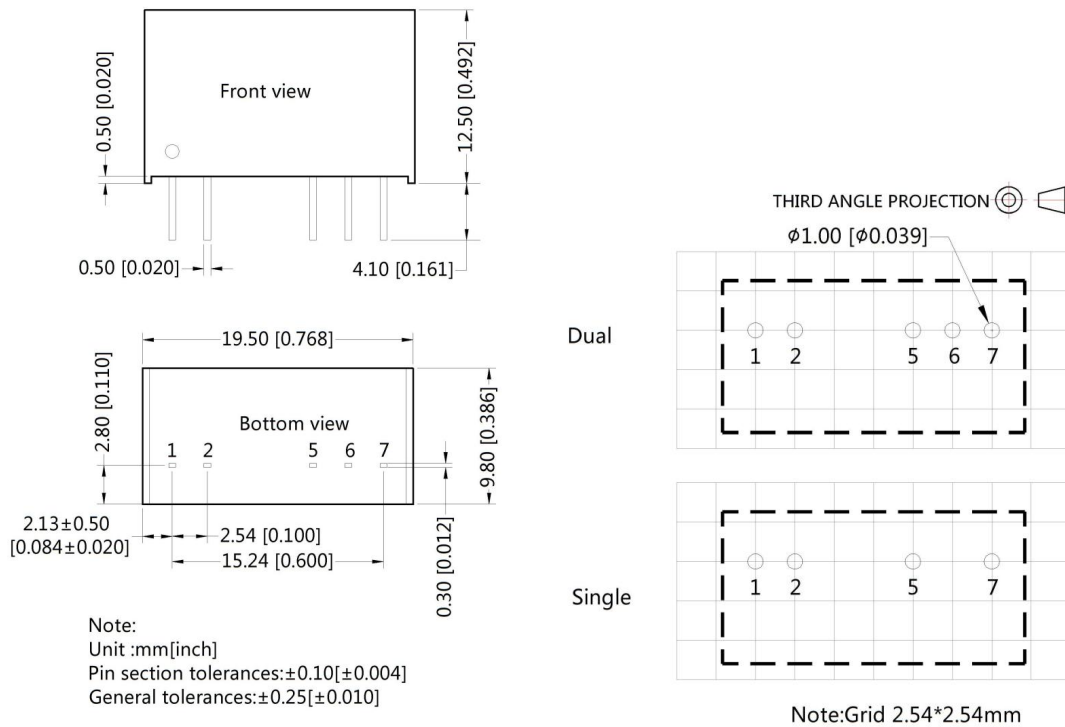 0.50 [0.020]
Front view
12.50 [0.492]
0.50 [0.020]
4.10 [0.161]
19.50 [0.768]
2.80 [0.110]
Bottom view
1 2 5 6 7
9.80 [0.386]
2.13±0.50
[0.084±0.020]
2.54 [0.100]
15.24 [0.600]
0.30 [0.012]
Note:
Unit :mm[inch]
Pin section tolerances:±0.10[±0.004]
General tolerances:±0.25[±0.010]
THIRD ANGLE PROJECTION
φ1.00 [φ0.039]
Dual
1 2 5 6 7
Single
1 2 5 7
Note:Grid 2.54*2.54mm